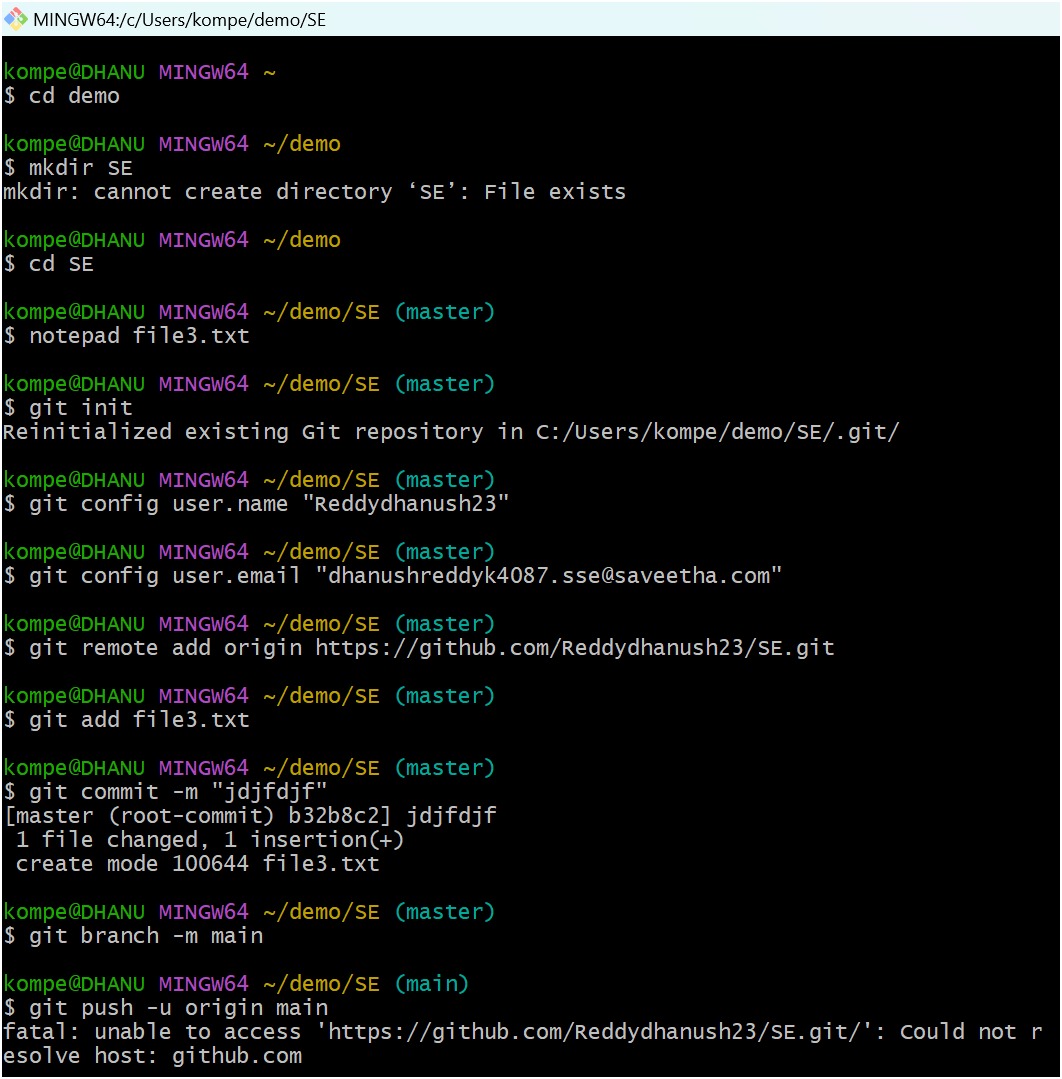 MINGW64:/c/Users/kompe/demo/SE
kompe@DHANU MINGW64 ~
$ cd demo
kompe@DHANU MINGW64 ~/demo
$ mkdir SE
mkdir: cannot create directory ‘SE’: File exists
kompe@DHANU MINGW64 ~/demo
$ cd SE
kompe@DHANU MINGW64 ~/demo/SE (master)
$ notepad file3.txt
kompe@DHANU MINGW64 ~/demo/SE (master)
$ git init
Reinitialized existing Git repository in C:/Users/kompe/demo/SE/.git/
kompe@DHANU MINGW64 ~/demo/SE (master)
$ git config user.name "Reddydhanush23"
kompe@DHANU MINGW64 ~/demo/SE (master)
$ git config user.email "dhanushreddyk4087.sse@saveetha.com"
kompe@DHANU MINGW64 ~/demo/SE (master)
$ git remote add origin https://github.com/Reddydhanush23/SE.git
kompe@DHANU MINGW64 ~/demo/SE (master)
$ git add file3.txt
kompe@DHANU MINGW64 ~/demo/SE (master)
$ git commit -m "jdjfdjf"
[master (root-commit) b32b8c2] jdjfdjf
 1 file changed, 1 insertion(+)
 create mode 100644 file3.txt
kompe@DHANU MINGW64 ~/demo/SE (master)
$ git branch -m main
kompe@DHANU MINGW64 ~/demo/SE (main)
$ git push -u origin main
fatal: unable to access 'https://github.com/Reddydhanush23/SE.git/': Could not r
esolve host: github.com